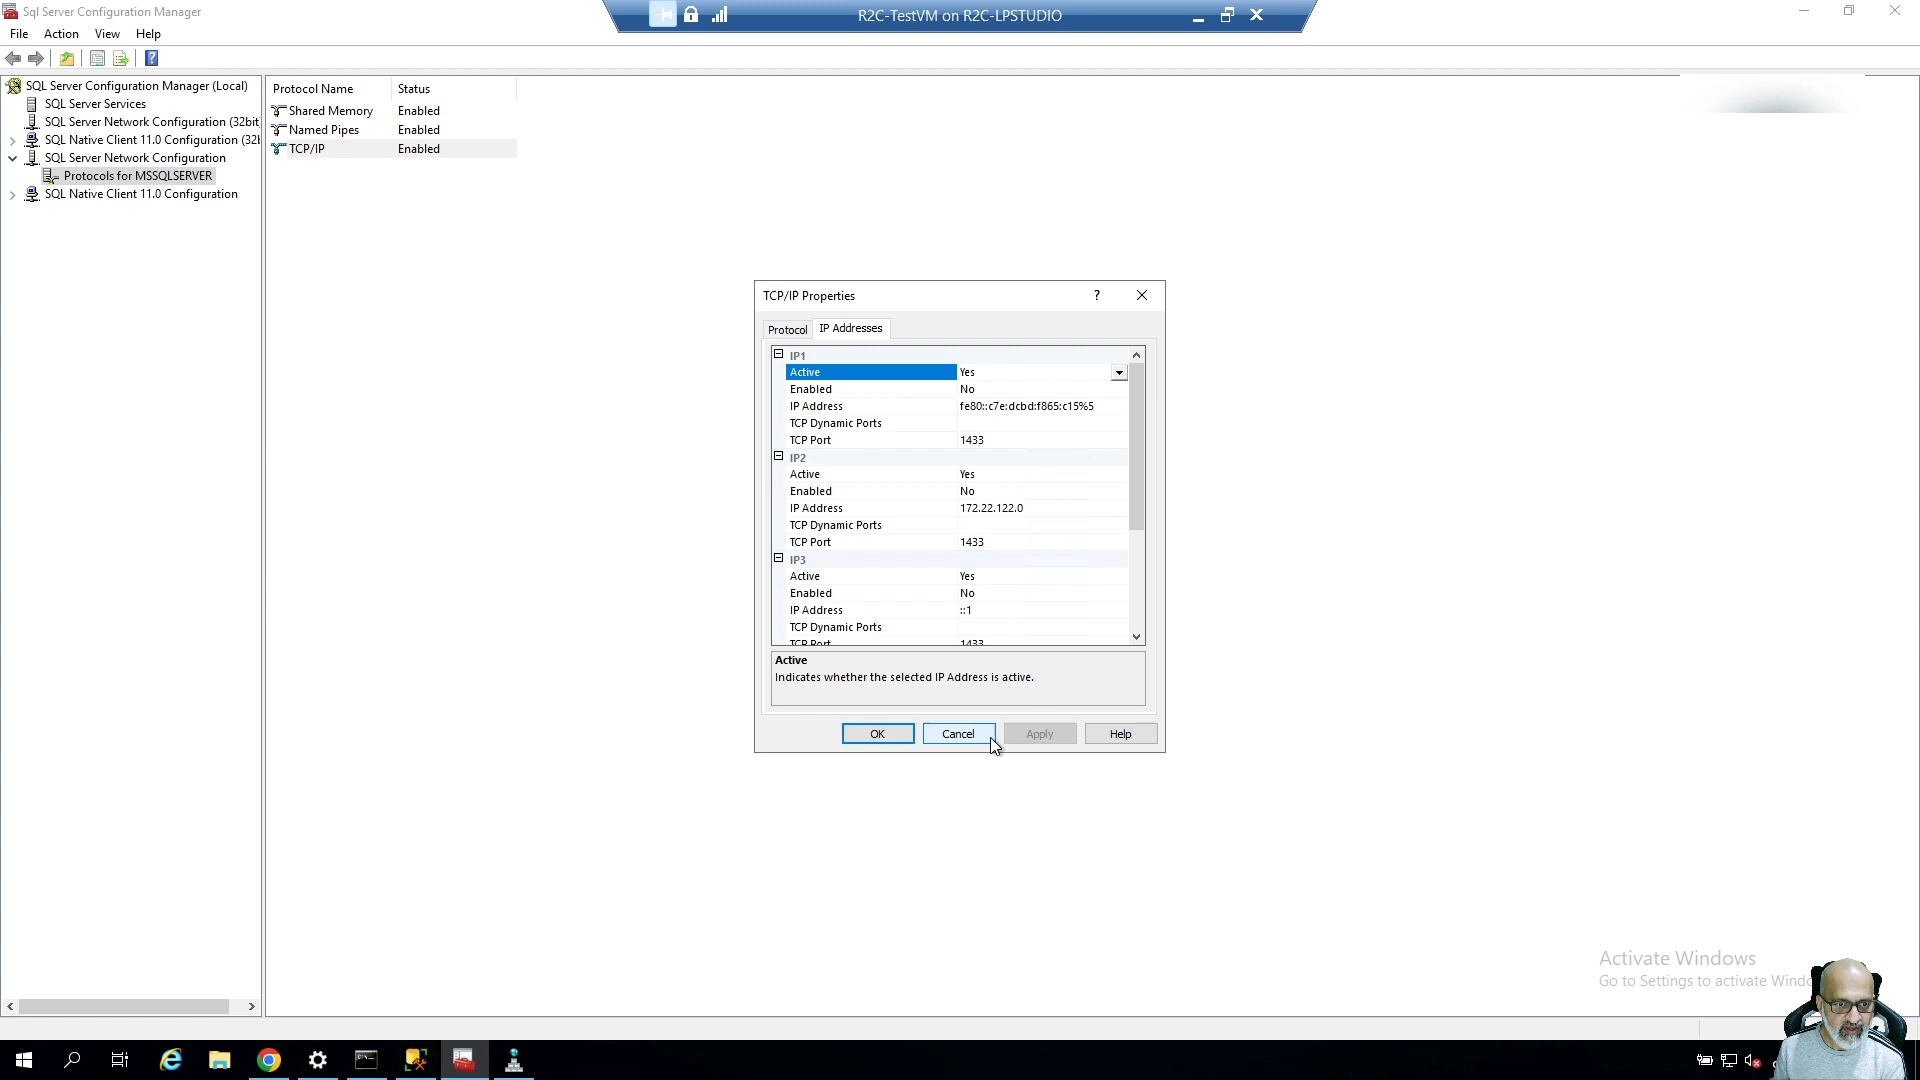 Sql Server Configuration Manager
R2C-TestVM on R2C-LPSTUDIO
File Action View Help
SQL Server Configuration Manager (Local)
SQL Server Services
SQL Server Network Configuration (32bit
SQL Native Client 11.0 Configuration (32b
SQL Server Network Configuration
Protocols for MSSQLSERVER
SQL Native Client 11.0 Configuration
Protocol Name Status
Shared Memory Enabled
Named Pipes Enabled
TCP/IP Enabled
TCP/IP Properties
Protocol IP Addresses
IP1
Active Yes
Enabled No
IP Address fe80::c7e:dcbd:f865:c15%5
TCP Dynamic Ports
TCP Port 1433
IP2
Active Yes
Enabled No
IP Address 172.22.122.0
TCP Dynamic Ports
TCP Port 1433
IP3
Active Yes
Enabled No
IP Address ::1
TCP Dynamic Ports
TCP Port 1433
Active
Indicates whether the selected IP Address is active.
OK Cancel Apply Help
Activate Windows
Go to Settings to activate Windo